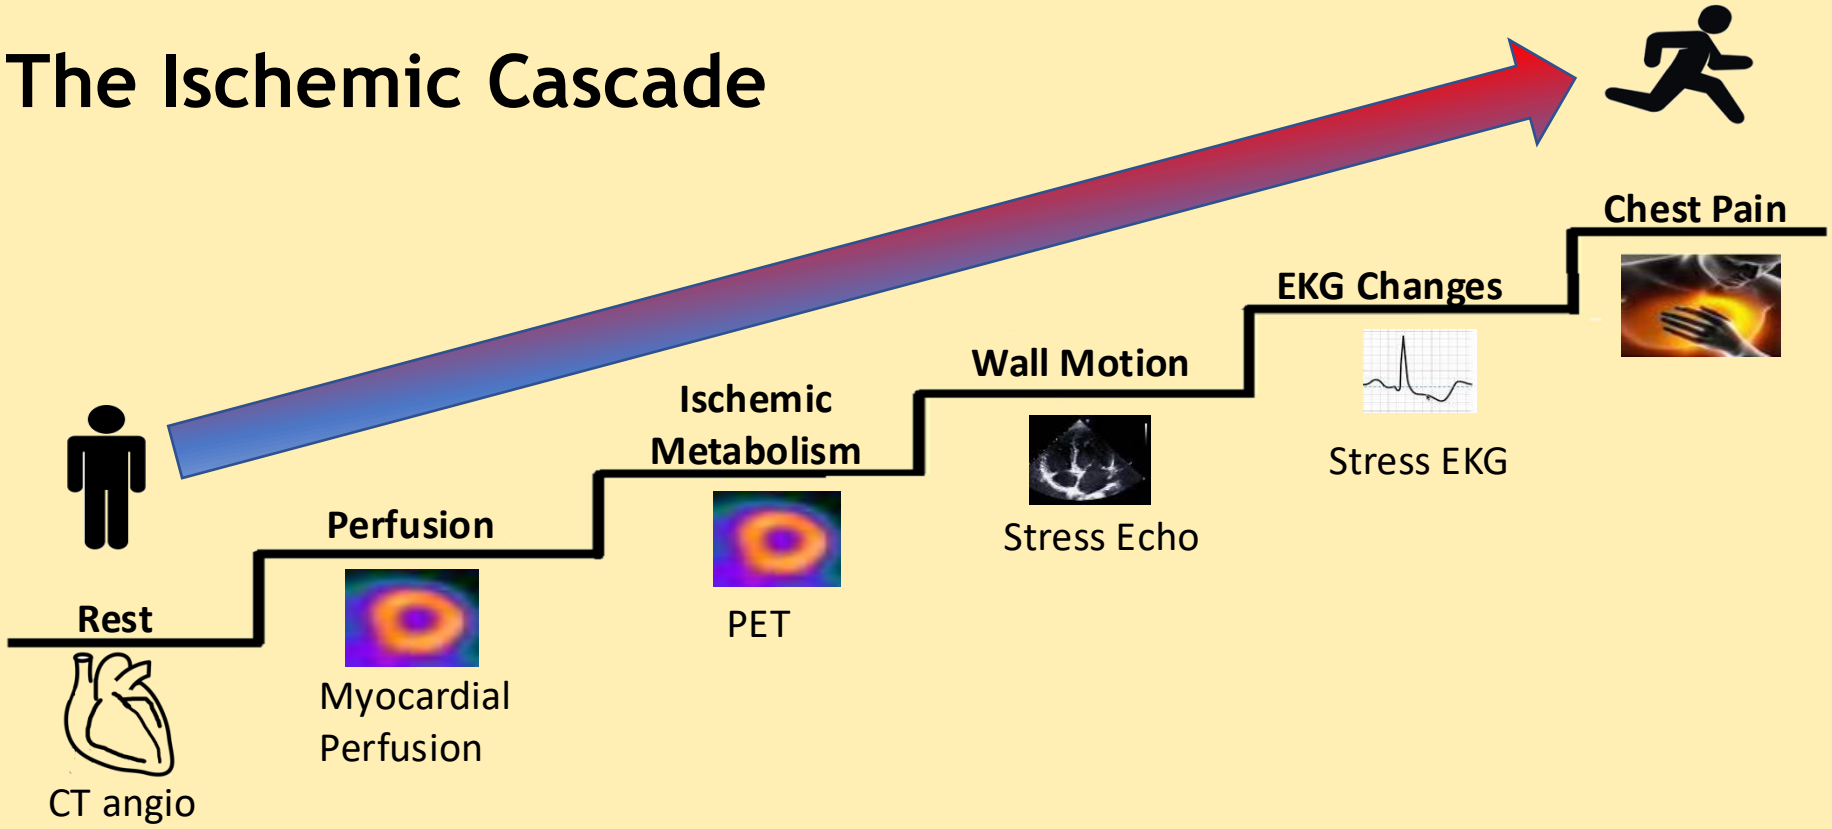 The Ischemic Cascade
Rest
CT angio
Perfusion
Myocardial
Perfusion
Ischemic
Metabolism
PET
Wall Motion
Stress Echo
EKG Changes
Stress EKG
Chest Pain